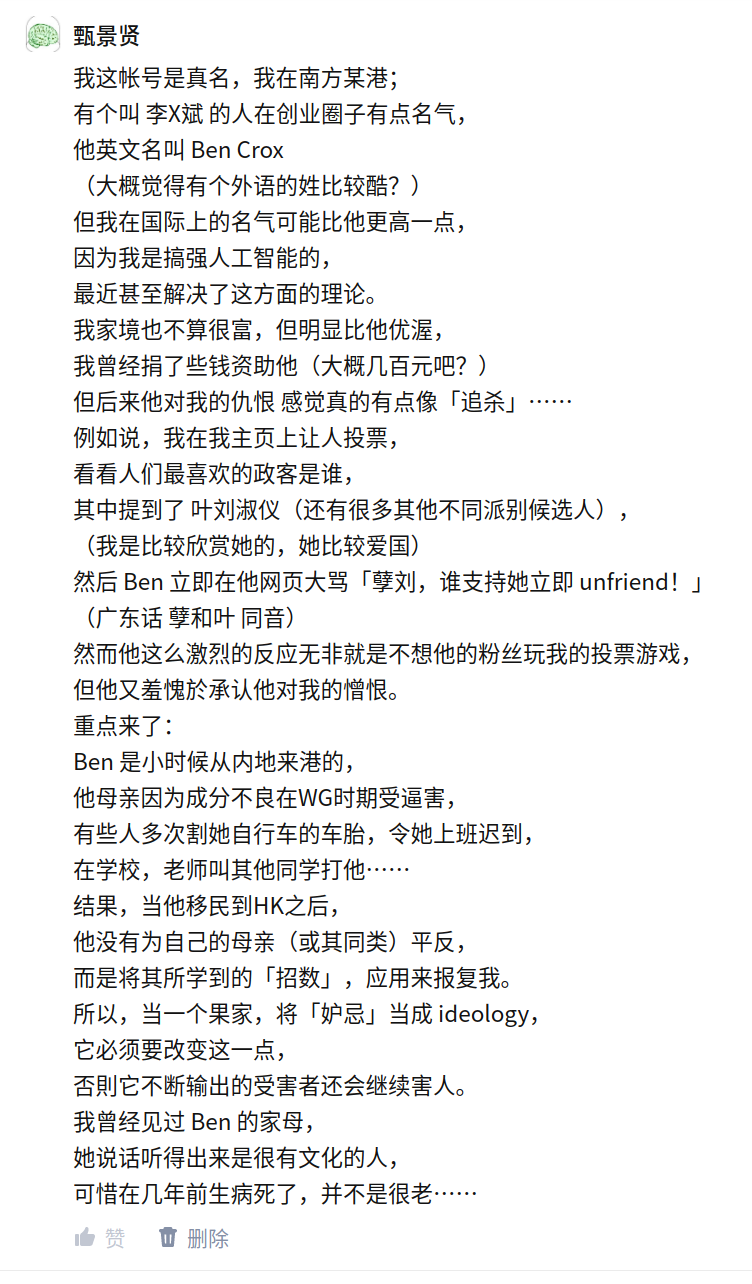 甄景贤
我这帐号是真名，我在南方某港；
有个叫 李X斌 的人在创业圈子有点名气，
他英文名叫 Ben Crox
（大概觉得有个外语的姓比较酷？）
但我在国际上的名气可能比他更高一点，
因为我是搞强人工智能的，
最近甚至解决了这方面的理论。
我家境也不算很富，但明显比他优渥，
我曾经捐了些钱资助他（大概几百元吧？）
但后来他对我的仇恨 感觉真的有点像「追杀」……
例如说，我在我主页上让人投票，
看看人们最喜欢的政客是谁，
其中提到了 叶刘淑仪（还有很多其他不同派别候选人），
（我是比较欣赏她的，她比较爱国）
然后 Ben 立即在他网页大骂「孽刘，谁支持她立即 unfriend！」
（广东话 孽和叶 同音）
然而他这么激烈的反应无非就是不想他的粉丝玩我的投票游戏，
但他又羞愧於承认他对我的憎恨。
重点来了：
Ben 是小时候从内地来港的，
他母亲因为成分不良在WG时期受逼害，
有些人多次割她自行车的车胎，令她上班迟到，
在学校，老师叫其他同学打他……
结果，当他移民到HK之后，
他没有为自己的母亲（或其同类）平反，
而是将其所学到的「招数」，应用来报复我。
所以，当一个果家，将「妒忌」当成 ideology，
它必须要改变这一点，
否則它不断输出的受害者还会继续害人。
我曾经见过 Ben 的家母，
她说话听得出来是很有文化的人，
可惜在几年前生病死了，并不是很老……
赞 删除